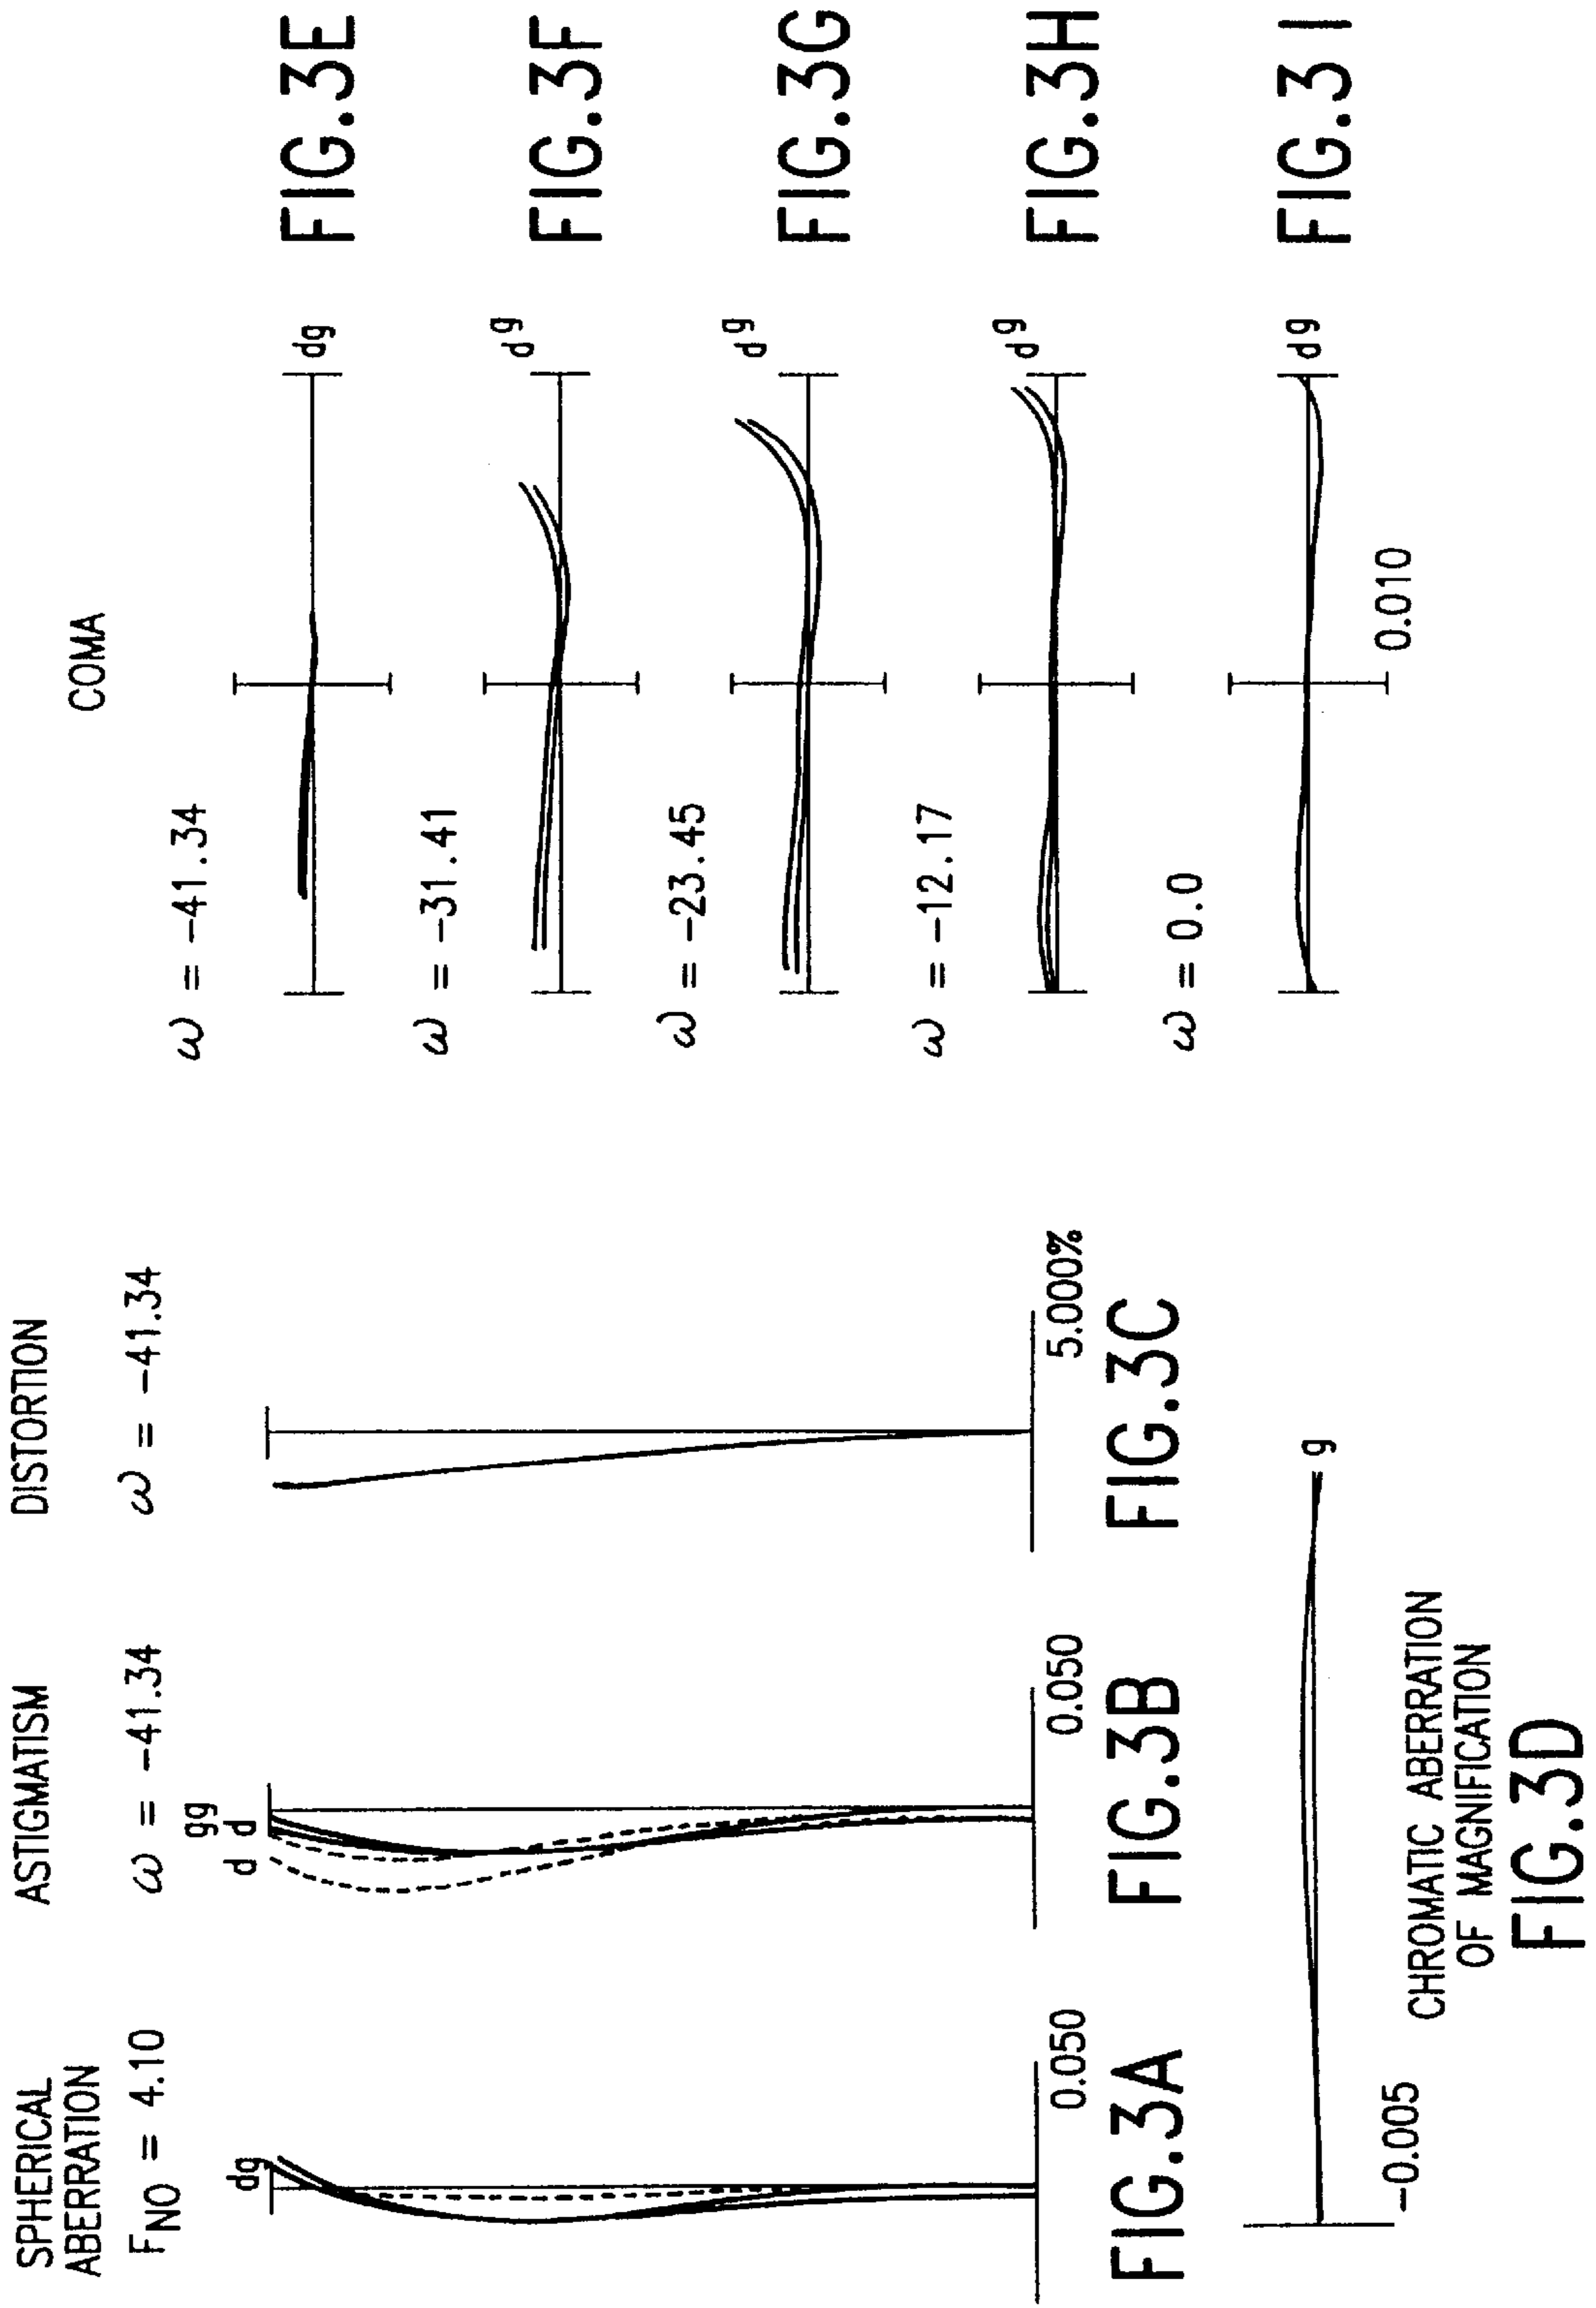 SPHERICAL
ABERRATION
FNO = 4.10
dg
0.050
FIG.3A
ASTIGMATISM
ω = -41.34
gg
d
d
0.050
FIG.3B
DISTORTION
ω = -41.34
5.000%
FIG.3C
-0.005
g
CHROMATIC ABERRATION
OF MAGNIFICATION
FIG.3D
COMA
ω = -41.34
dg
FIG.3E
ω = -31.41
dg
FIG.3F
ω = -23.45
dg
FIG.3G
ω = -12.17
dg
FIG.3H
ω = 0.0
dg
0.010
FIG.3I